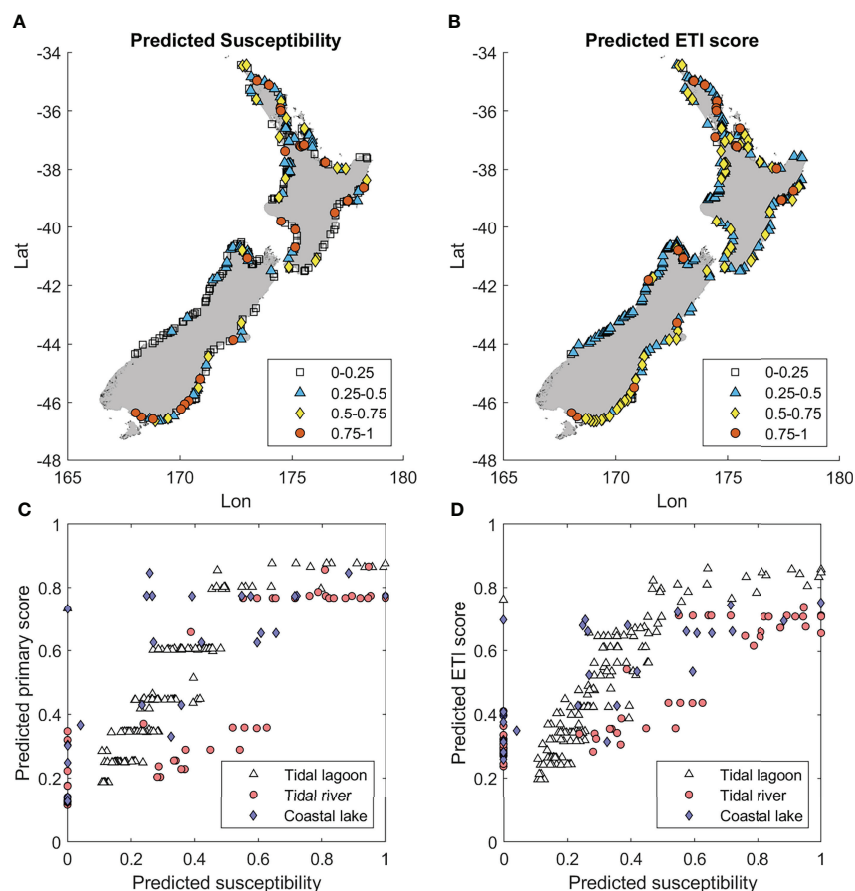 A
Predicted Susceptibility
-34
-36
-38
-40
-42
-44
-46
-48
Lat
165
170
175
180
Lon
0-0.25
0.25-0.5
0.5-0.75
0.75-1
B
Predicted ETI score
-34
-36
-38
-40
-42
-44
-46
-48
Lat
165
170
175
180
Lon
0-0.25
0.25-0.5
0.5-0.75
0.75-1
C
1
0.8
0.6
0.4
0.2
0
Predicted primary score
0
0.2
0.4
0.6
0.8
1
Predicted susceptibility
Tidal lagoon
Tidal river
Coastal lake
D
1
0.8
0.6
0.4
0.2
0
Predicted ETI score
0
0.2
0.4
0.6
0.8
1
Predicted susceptibility
Tidal lagoon
Tidal river
Coastal lake